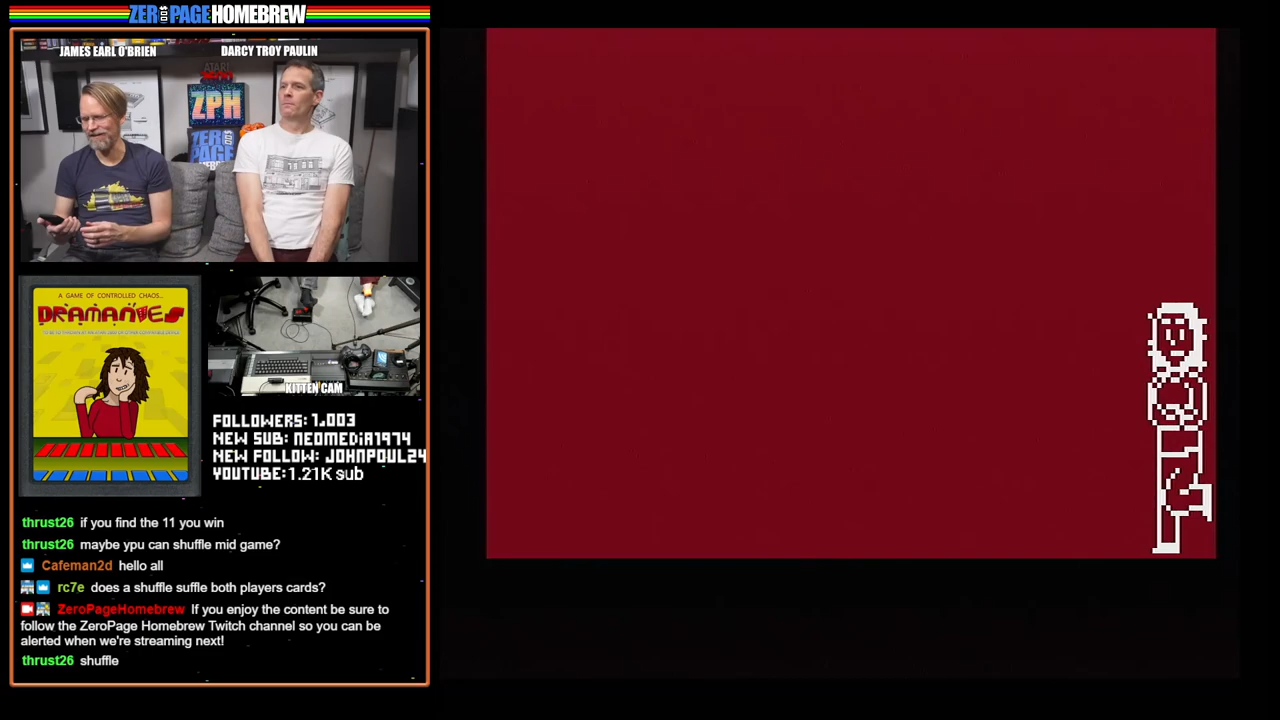 ZEROPAGE HOMEBREW
JAMES EARL O'BRIEN
DARCY TROY PAULIN
ATARI
ZPH
ZERO
PAGE
A GAME OF CONTROLLED CHAOS...
DRAMANTES
KITTEN CAM
FOLLOWERS: 1,003
NEW SUB: NEOMEDIA1974
NEW FOLLOW: JOHNPOUL24
YOUTUBE: 1.21K sub
thrust26 if you find the 11 you win
thrust26 maybe ypu can shuffle mid game?
Cafeman2d hello all
rc7e does a shuffle suffle both players cards?
ZeroPageHomebrew If you enjoy the content be sure to
follow the ZeroPage Homebrew Twitch channel so you can be
alerted when we're streaming next!
thrust26 shuffle